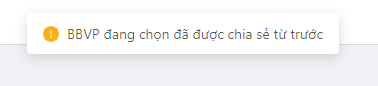 BBVP đang chọn đã được chia sẻ từ trước